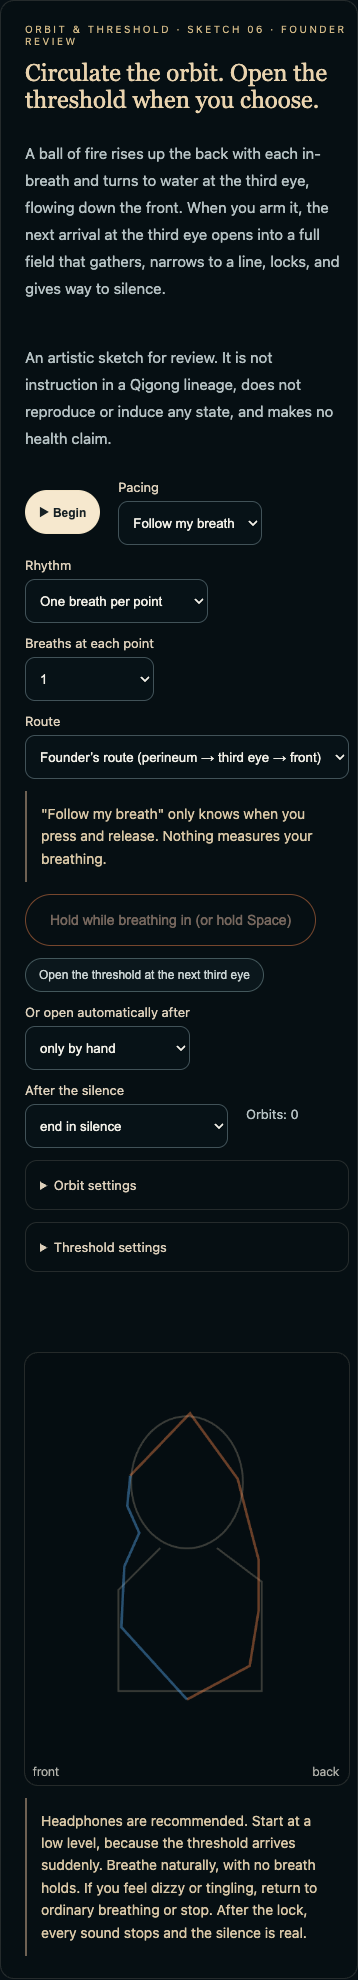 ORBIT & THRESHOLD · SKETCH 06 · FOUNDER
REVIEW
Circulate the orbit. Open the
threshold when you choose.
A ball of fire rises up the back with each in-
breath and turns to water at the third eye,
flowing down the front. When you arm it, the
next arrival at the third eye opens into a full
field that gathers, narrows to a line, locks, and
gives way to silence.
An artistic sketch for review. It is not
instruction in a Qigong lineage, does not
reproduce or induce any state, and makes no
health claim.
▶ Begin
Pacing
Follow my breath
Rhythm
One breath per point
Breaths at each point
1
Route
Founder's route (perineum → third eye → front)
"Follow my breath" only knows when you
press and release. Nothing measures your
breathing.
Hold while breathing in (or hold Space)
Open the threshold at the next third eye
Or open automatically after
only by hand
After the silence
end in silence
Orbits: 0
▶ Orbit settings
▶ Threshold settings
front
back
Headphones are recommended. Start at a
low level, because the threshold arrives
suddenly. Breathe naturally, with no breath
holds. If you feel dizzy or tingling, return to
ordinary breathing or stop. After the lock,
every sound stops and the silence is real.